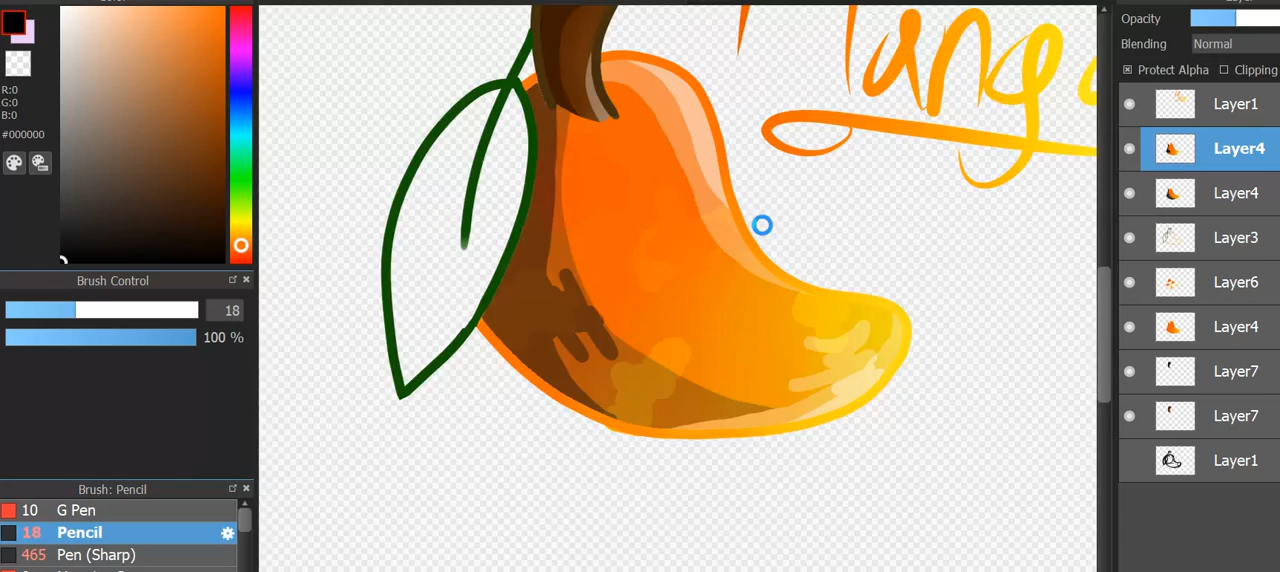 Opacity
Blending Normal
Protect Alpha Clipping
R:0
G:0
B:0
#000000
Brush Control
18
100 %
Brush: Pencil
10 G Pen
18 Pencil
465 Pen (Sharp)
Layer1
Layer4
Layer4
Layer3
Layer6
Layer4
Layer7
Layer7
Layer1